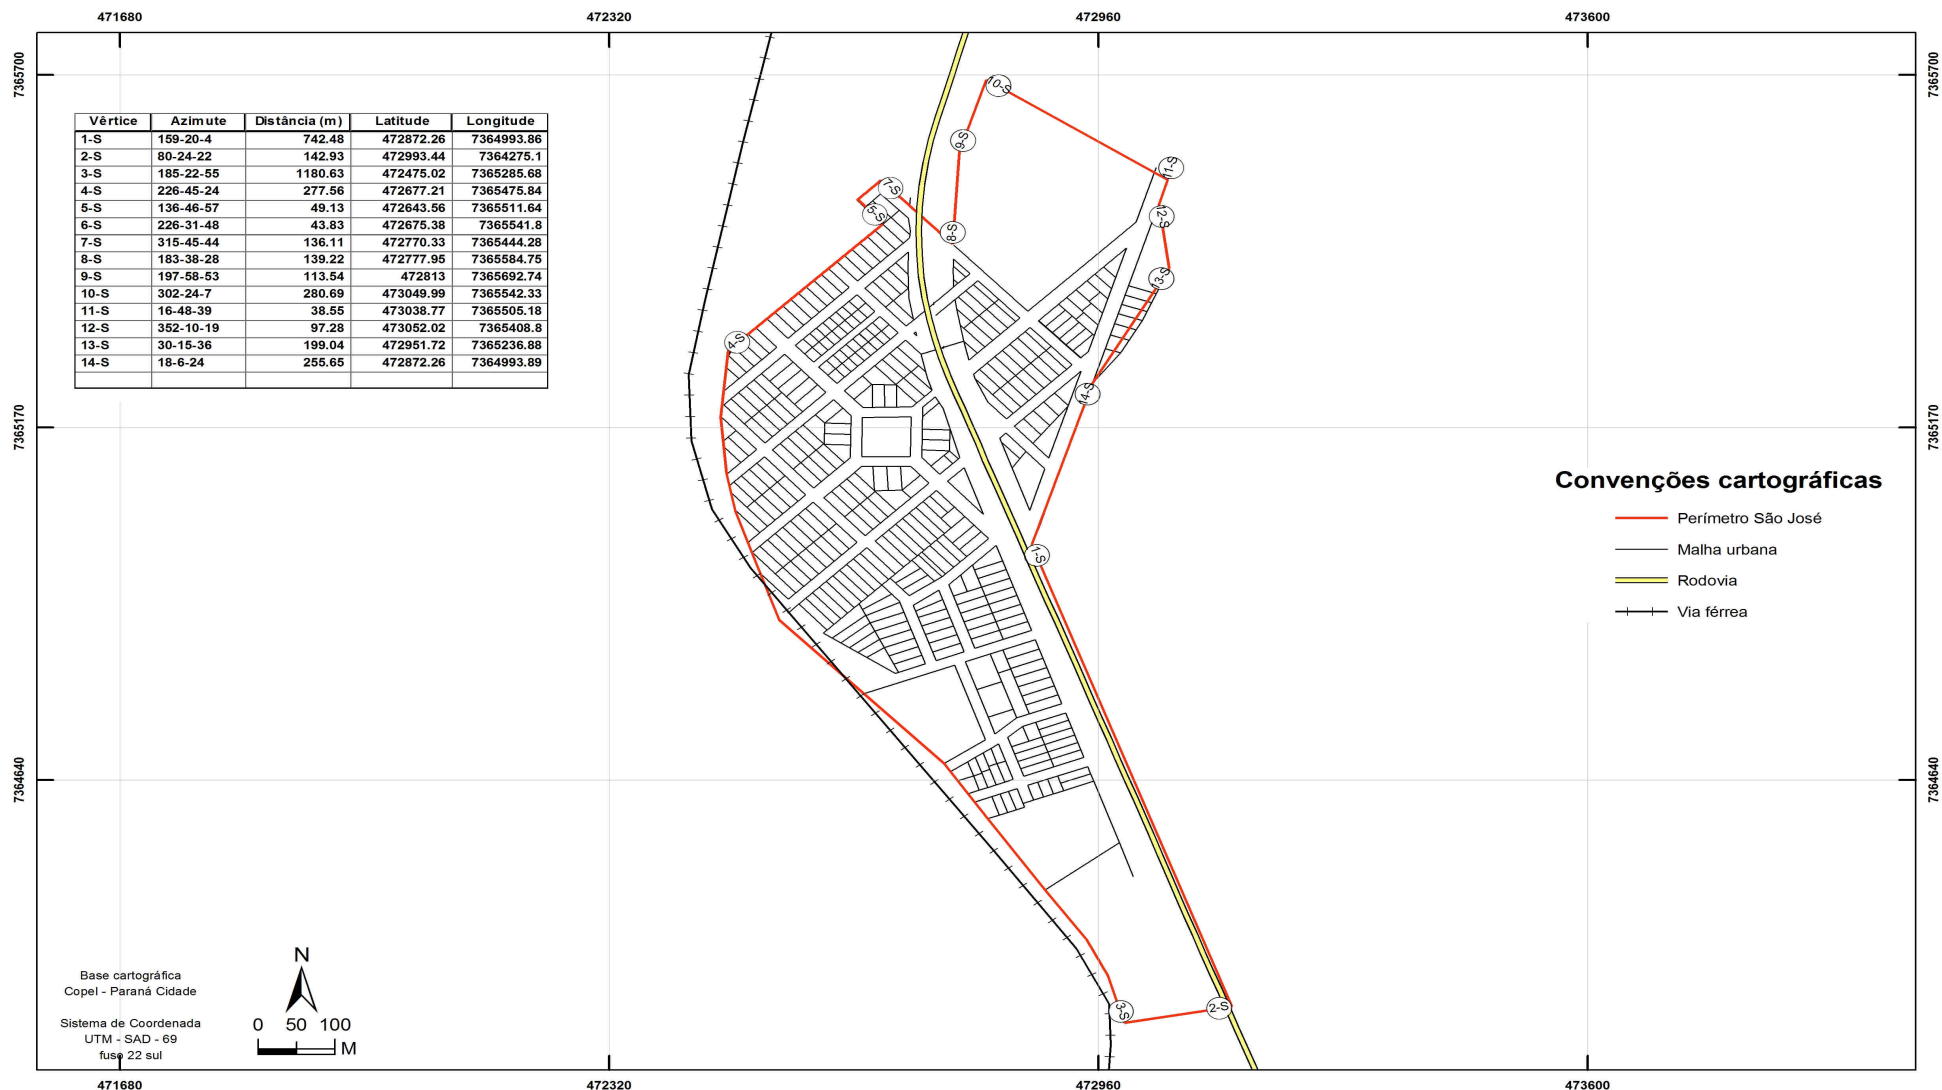 471680 472320 472960 473600
7365700 7365700
Vêrtice Azimute Distância (m) Latitude Longitude
1-S 159-20-4 742.48 472872.26 7364993.86
2-S 80-24-22 142.93 472993.44 7364275.1
3-S 185-22-55 1180.63 472475.02 7365285.68
4-S 226-45-24 277.56 472677.21 7365475.84
5-S 136-46-57 49.13 472643.56 7365511.64
6-S 226-31-48 43.83 472675.38 7365541.8
7-S 315-45-44 136.11 472770.33 7365444.28
8-S 183-38-28 139.22 472777.95 7365584.75
9-S 197-58-53 113.54 472813 7365692.74
10-S 302-24-7 280.69 473049.99 7365542.33
11-S 16-48-39 38.55 473038.77 7365505.18
12-S 352-10-19 97.28 473052.02 7365408.8
13-S 30-15-36 199.04 472951.72 7365236.88
14-S 18-6-24 255.65 472872.26 7364993.89
10-S
9-S
11-S
7-S
5-S
12-S
8-S
13-S
4-S
14-S
7365170 7365170
1-S
Convenções cartográficas
Perímetro São José
Malha urbana
Rodovia
Via férrea
7364640 7364640
3-S
2-S
Base cartográfica
Copel - Paraná Cidade
Sistema de Coordenada
UTM - SAD - 69
fuso 22 sul
N
0 50 100
M
471680 472320 472960 473600